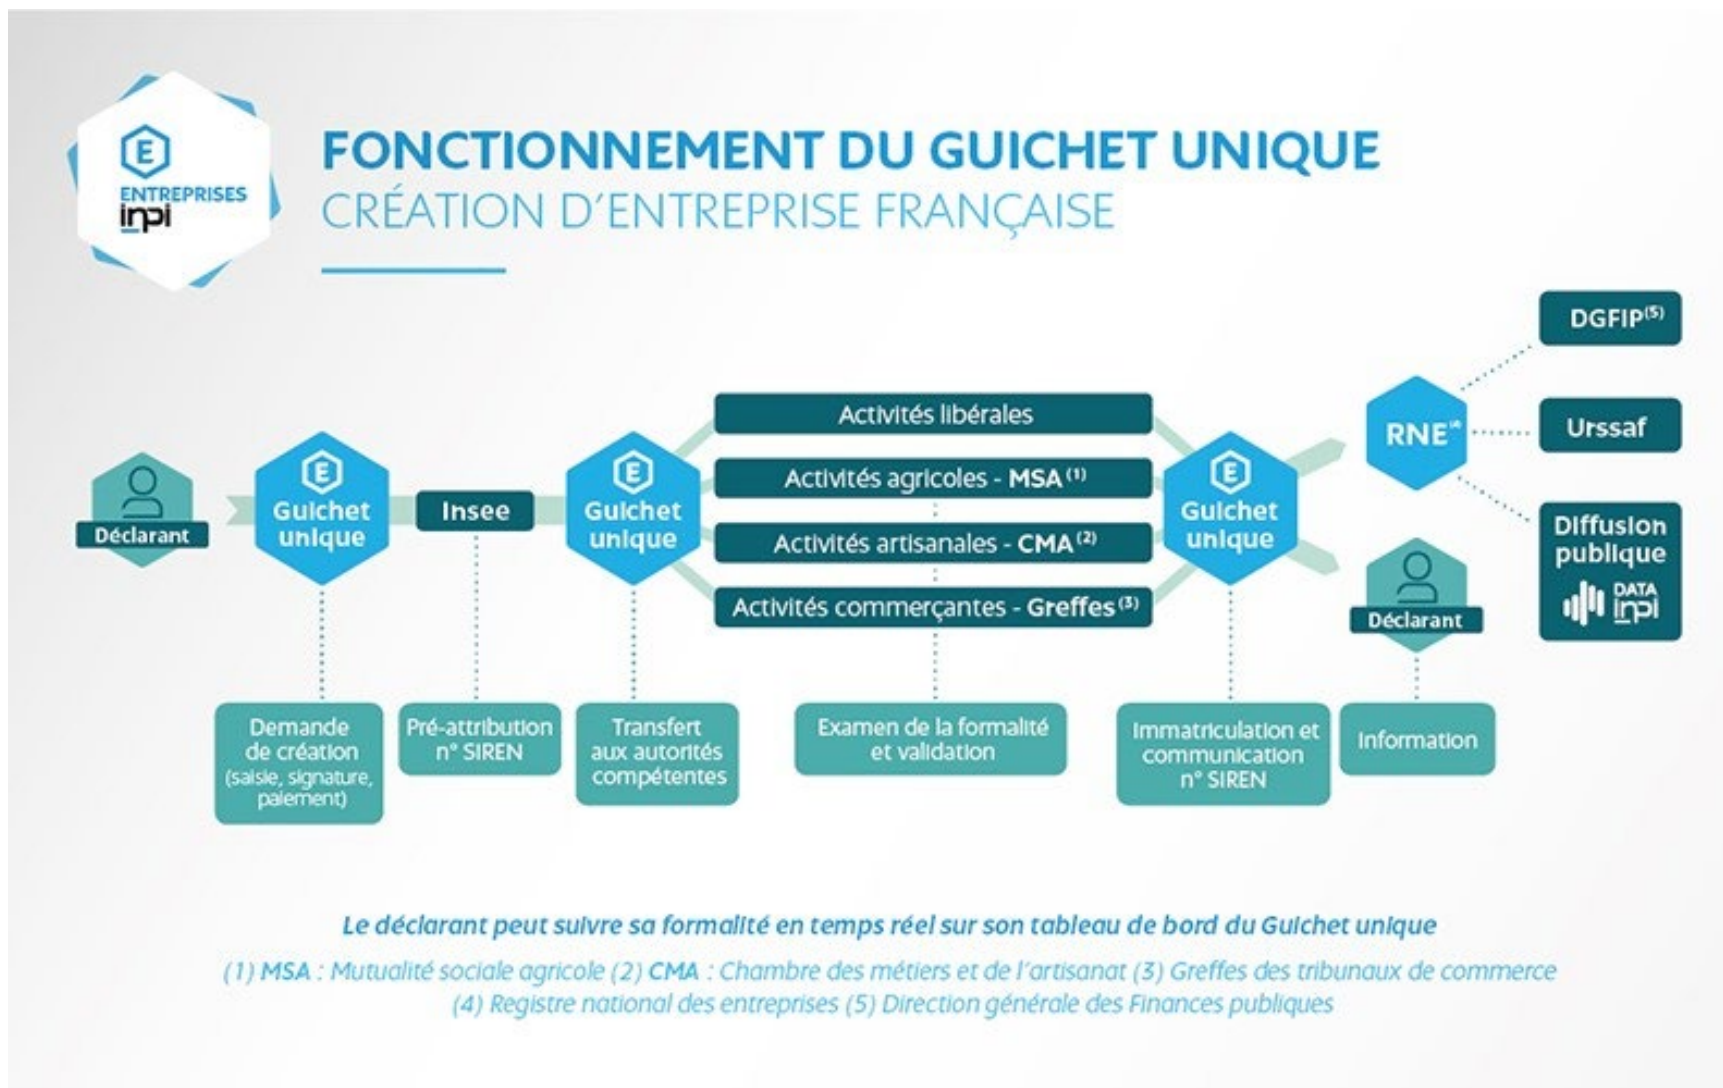 E
ENTREPRISES
inpi
FONCTIONNEMENT DU GUICHET UNIQUE
CRÉATION D'ENTREPRISE FRANÇAISE
Déclarant
E
Guichet
unique
Insee
E
Guichet
unique
Activités libérales
Activités agricoles - MSA (1)
Activités artisanales - CMA (2)
Activités commerçantes - Greffes (3)
E
Guichet
unique
RNE(4)
DGFIP(5)
Urssaf
Diffusion
publique
DATA
inpi
Déclarant
Demande
de création
(saisie, signature,
paiement)
Pré-attribution
n° SIREN
Transfert
aux autorités
compétentes
Examen de la formalité
et validation
Immatriculation et
communication
n° SIREN
Information
Le déclarant peut suivre sa formalité en temps réel sur son tableau de bord du Guichet unique
(1) MSA : Mutualité sociale agricole (2) CMA : Chambre des métiers et de l'artisanat (3) Greffes des tribunaux de commerce
(4) Registre national des entreprises (5) Direction générale des Finances publiques